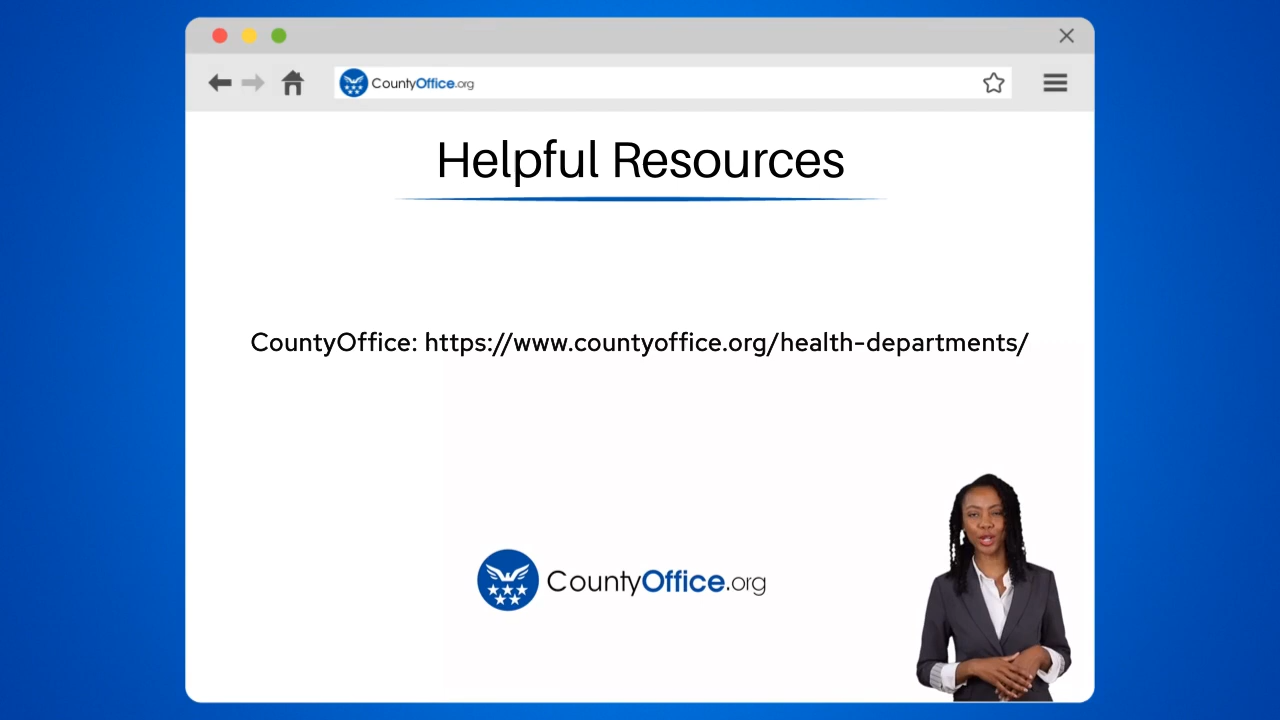 CountyOffice.org
Helpful Resources
CountyOffice: https://www.countyoffice.org/health-departments/
CountyOffice.org